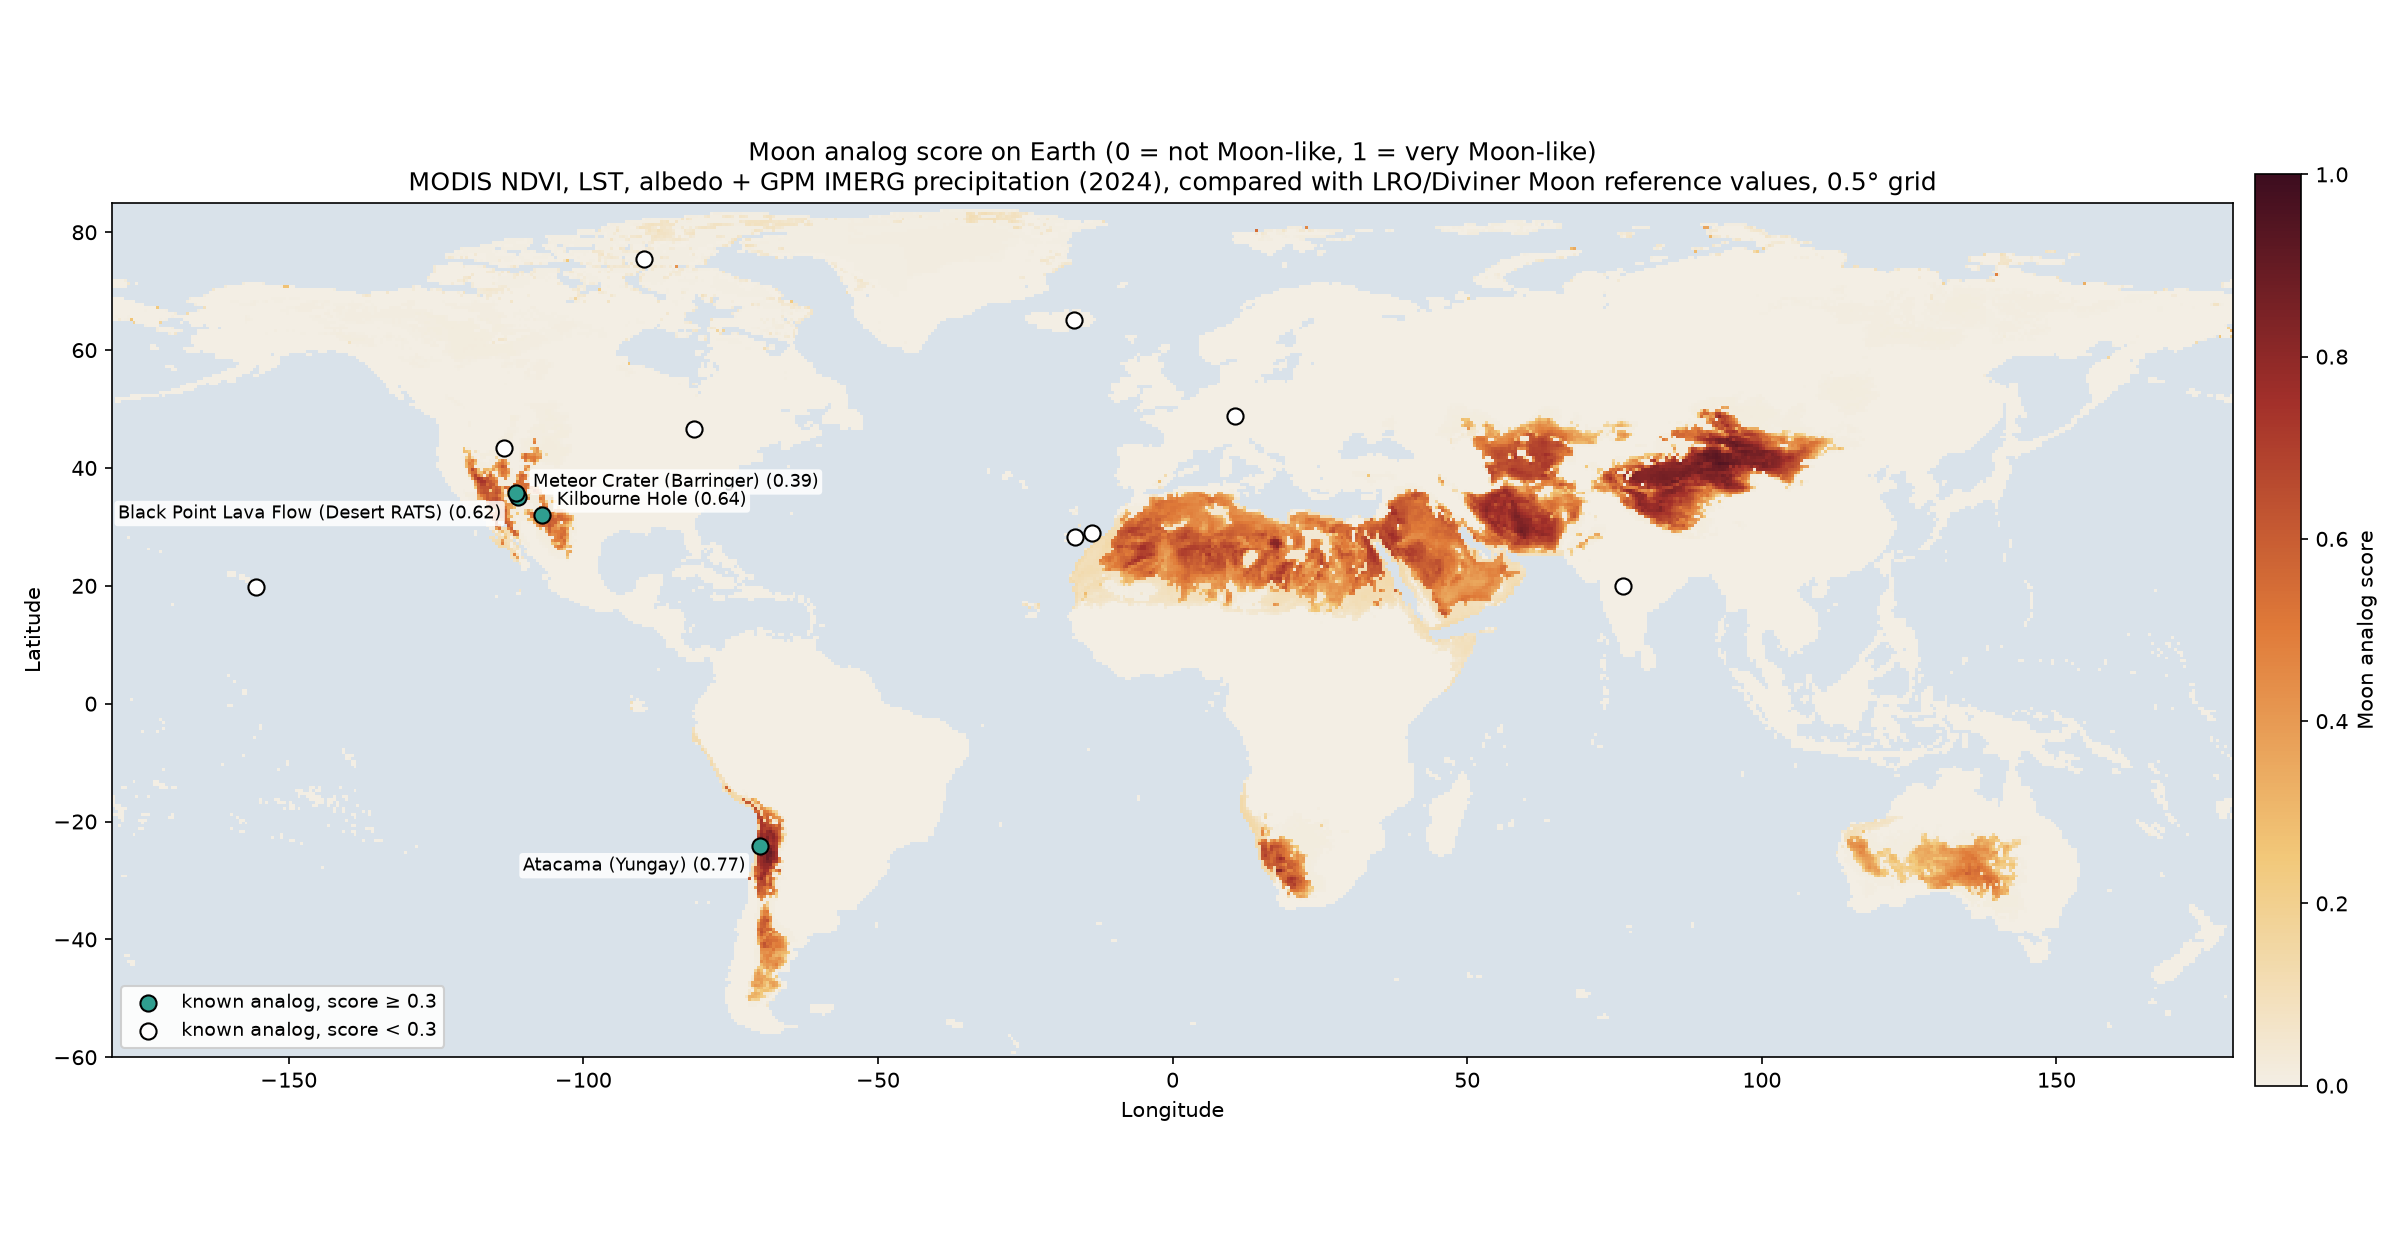 Moon analog score on Earth (0 = not Moon-like, 1 = very Moon-like)
MODIS NDVI, LST, albedo + GPM IMERG precipitation (2024), compared with LRO/Diviner Moon reference values, 0.5° grid
80
60
40
20
0
−20
−40
−60
Latitude
Meteor Crater (Barringer) (0.39)
Kilbourne Hole (0.64)
Black Point Lava Flow (Desert RATS) (0.62)
Atacama (Yungay) (0.77)
known analog, score ≥ 0.3
known analog, score < 0.3
−150
−100
−50
0
50
100
150
Longitude
1.0
0.8
0.6
0.4
0.2
0.0
Moon analog score